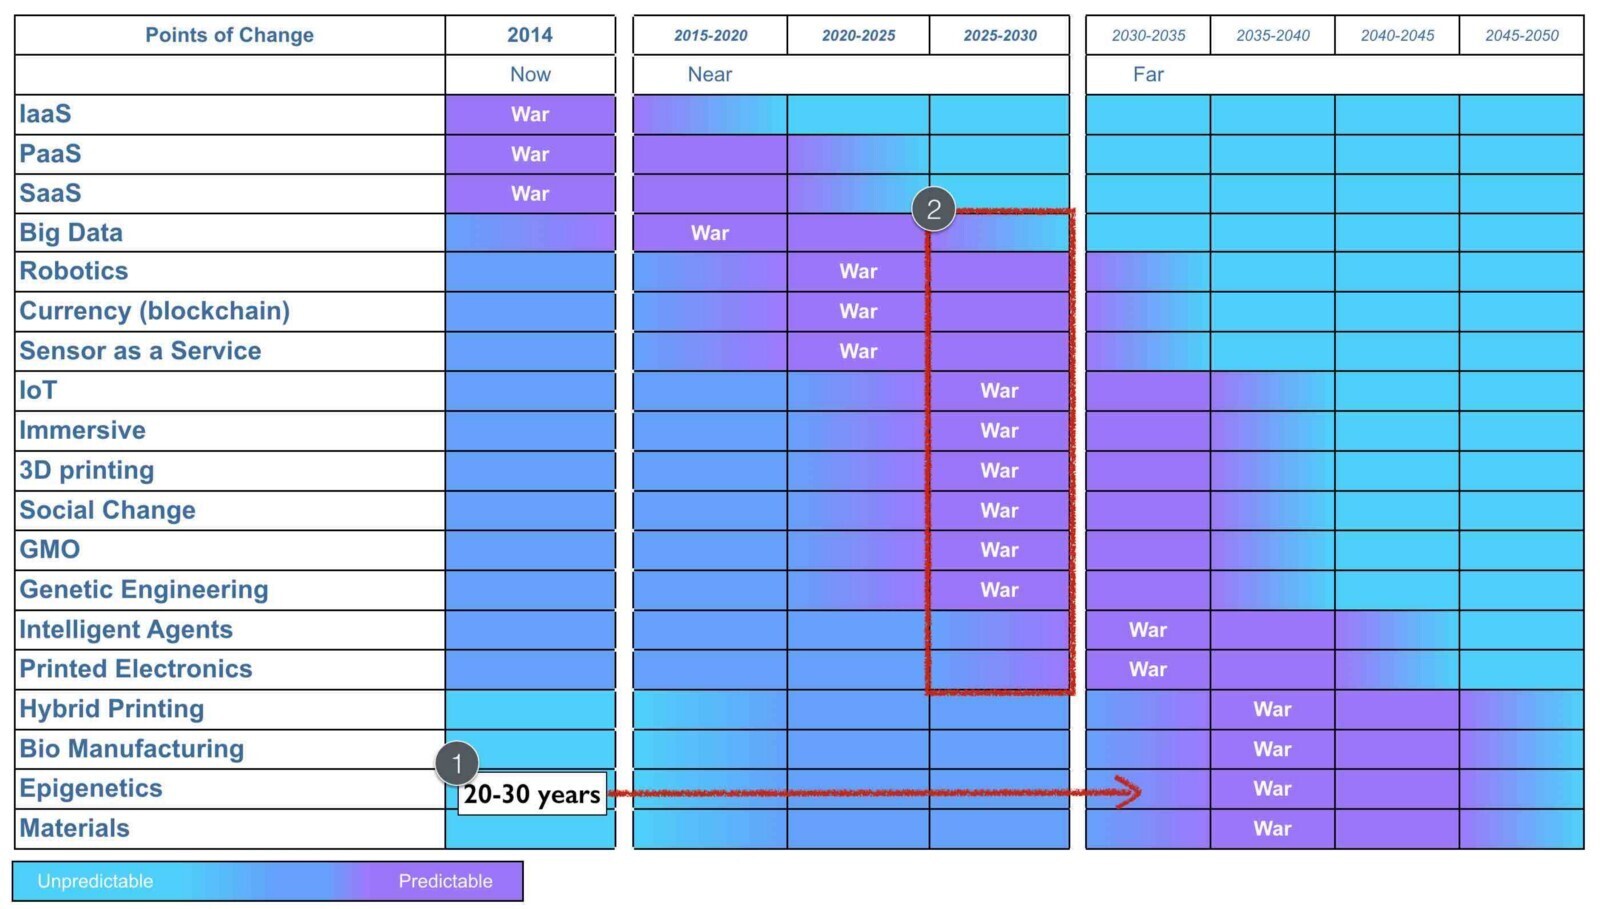 Points of Change 2014 2015-2020 2020-2025 2025-2030 2030-2035 2035-2040 2040-2045 2045-2050
Now Near Far
IaaS War
PaaS War
SaaS War
2
Big Data War
Robotics War
Currency (blockchain) War
Sensor as a Service War
IoT War
Immersive War
3D printing War
Social Change War
GMO War
Genetic Engineering War
Intelligent Agents War
Printed Electronics War
Hybrid Printing War
Bio Manufacturing War
1
Epigenetics 20-30 years War
Materials War
Unpredictable Predictable